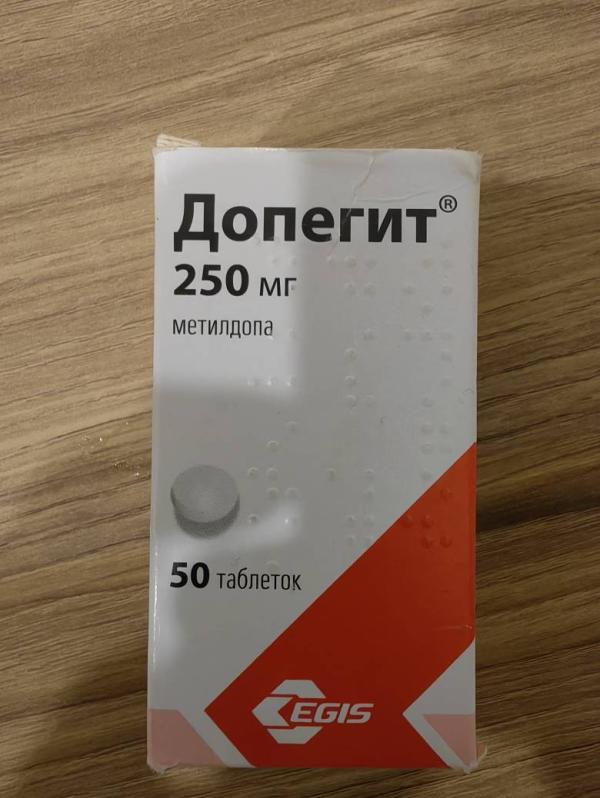 Допегит®
250 мг
метилдопа
50 таблеток
EGIS